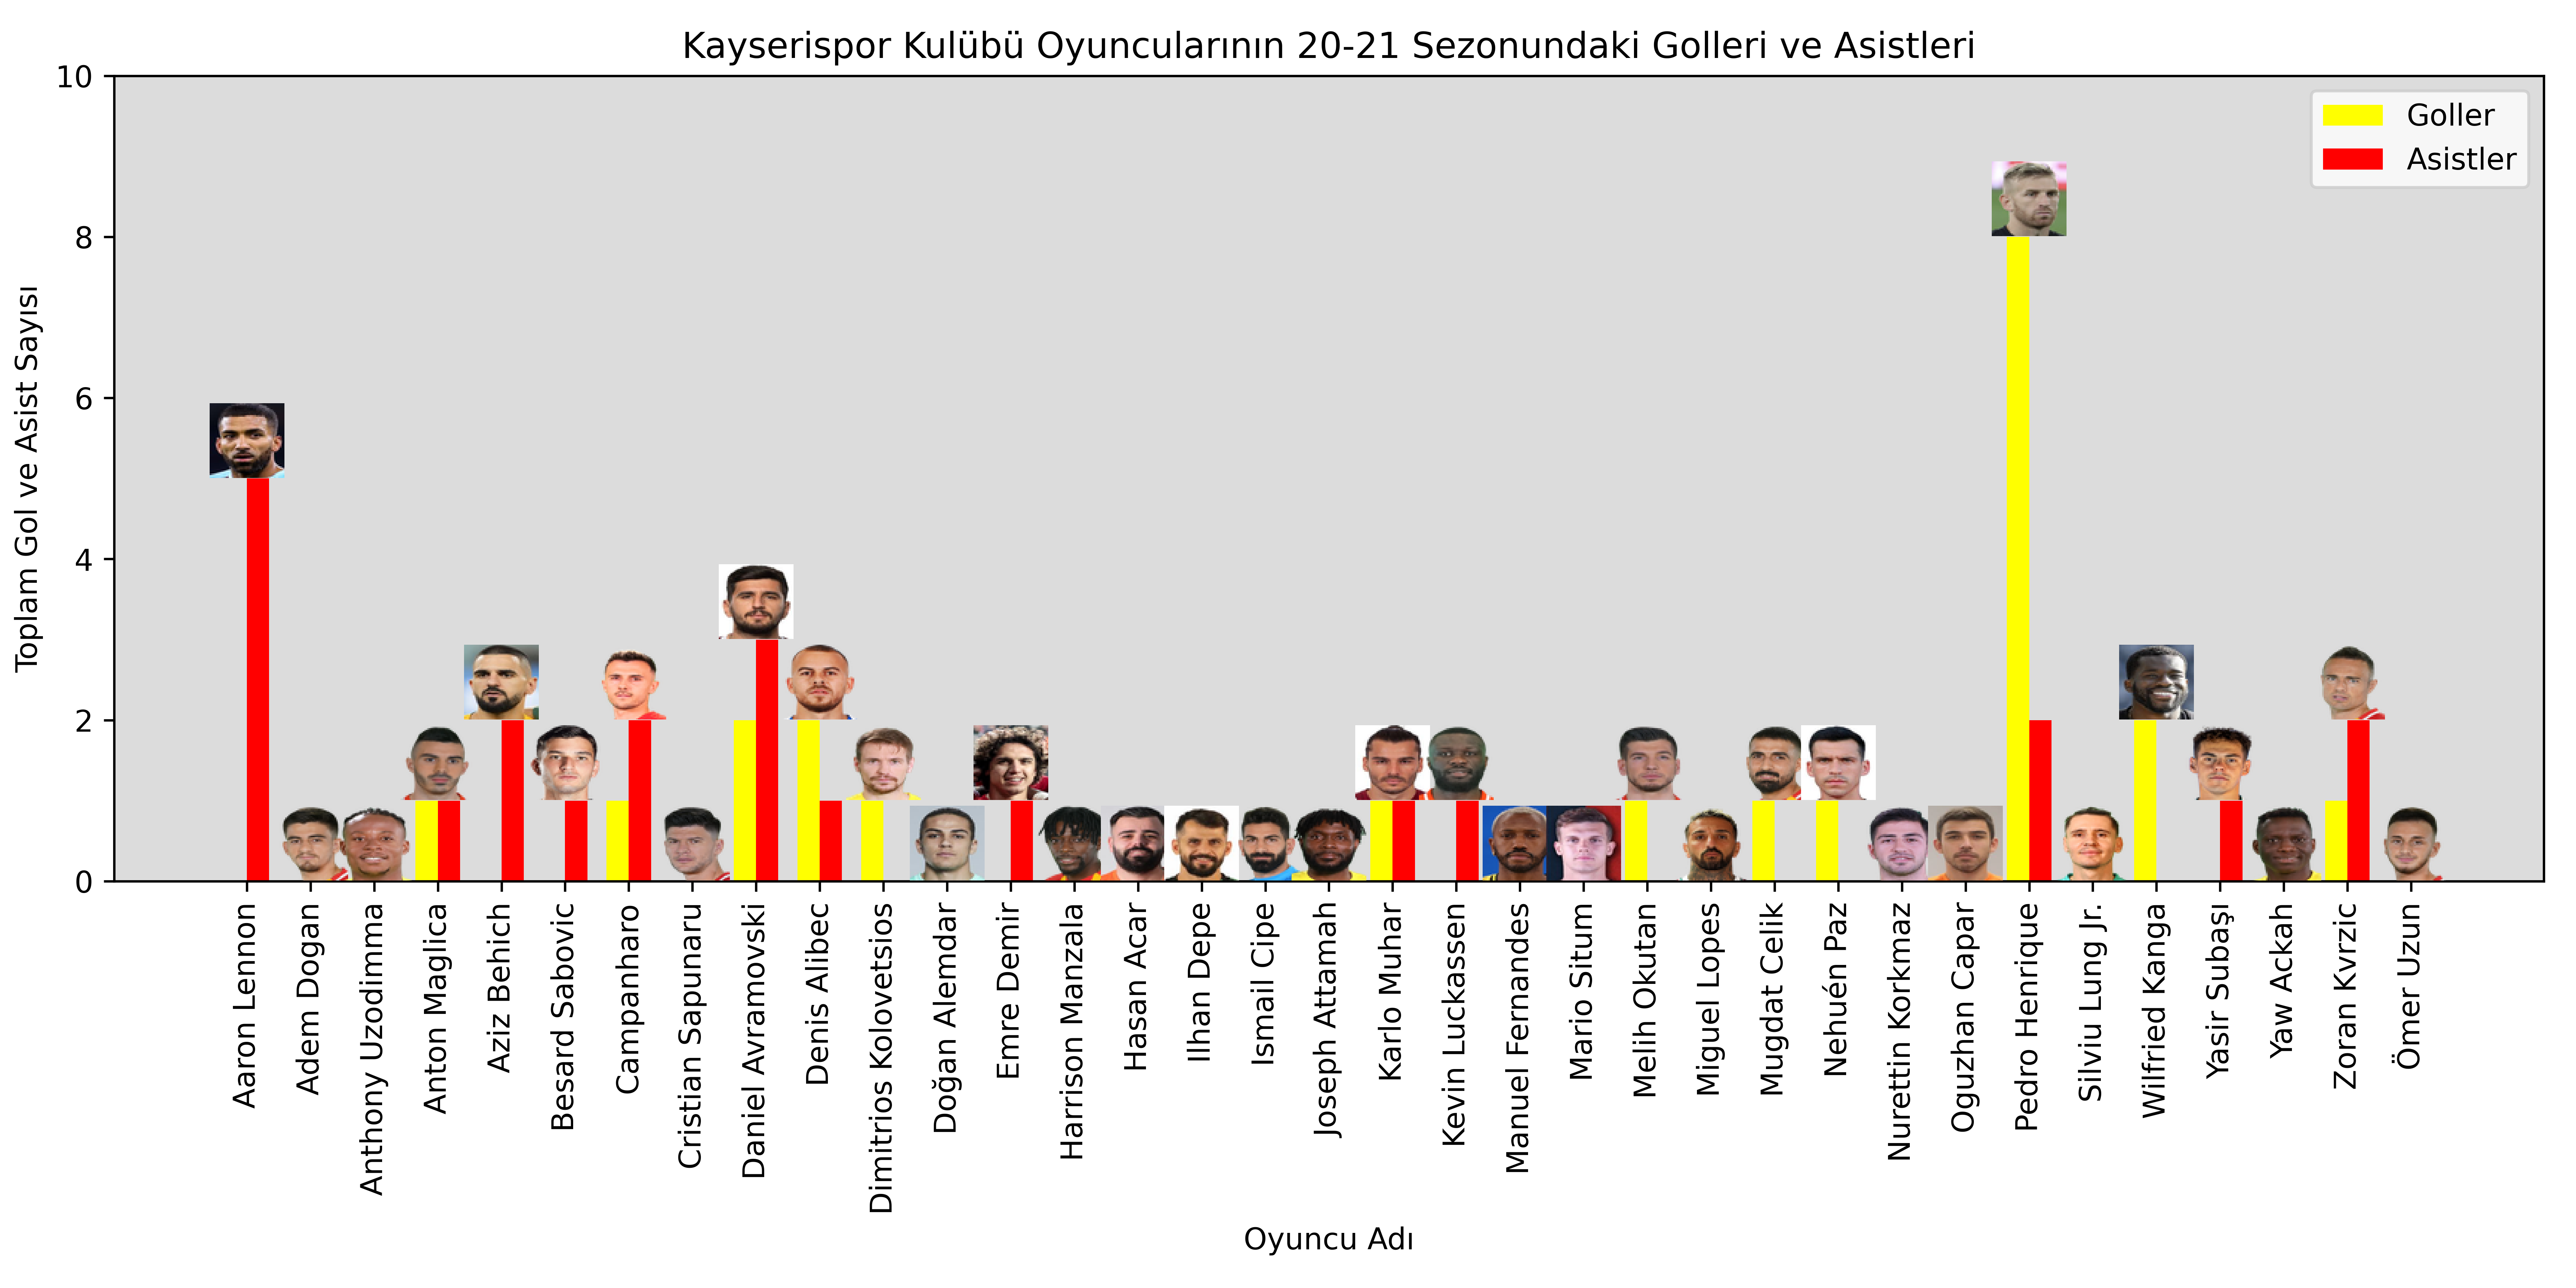 Kayserispor Kulübü Oyuncularının 20-21 Sezonundaki Golleri ve Asistleri
Goller
Asistler
Toplam Gol ve Asist Sayısı
10
8
6
4
2
0
Aaron Lennon
Adem Dogan
Anthony Uzodimma
Anton Maglica
Aziz Behich
Besard Sabovic
Campanharo
Cristian Sapunaru
Daniel Avramovski
Denis Alibec
Dimitrios Kolovetsios
Doğan Alemdar
Emre Demir
Harrison Manzala
Hasan Acar
Ilhan Depe
Ismail Cipe
Joseph Attamah
Karlo Muhar
Kevin Luckassen
Manuel Fernandes
Mario Situm
Melih Okutan
Miguel Lopes
Mugdat Celik
Nehuén Paz
Nurettin Korkmaz
Oguzhan Capar
Pedro Henrique
Silviu Lung Jr.
Wilfried Kanga
Yasir Subaşı
Yaw Ackah
Zoran Kvrzic
Ömer Uzun
Oyuncu Adı